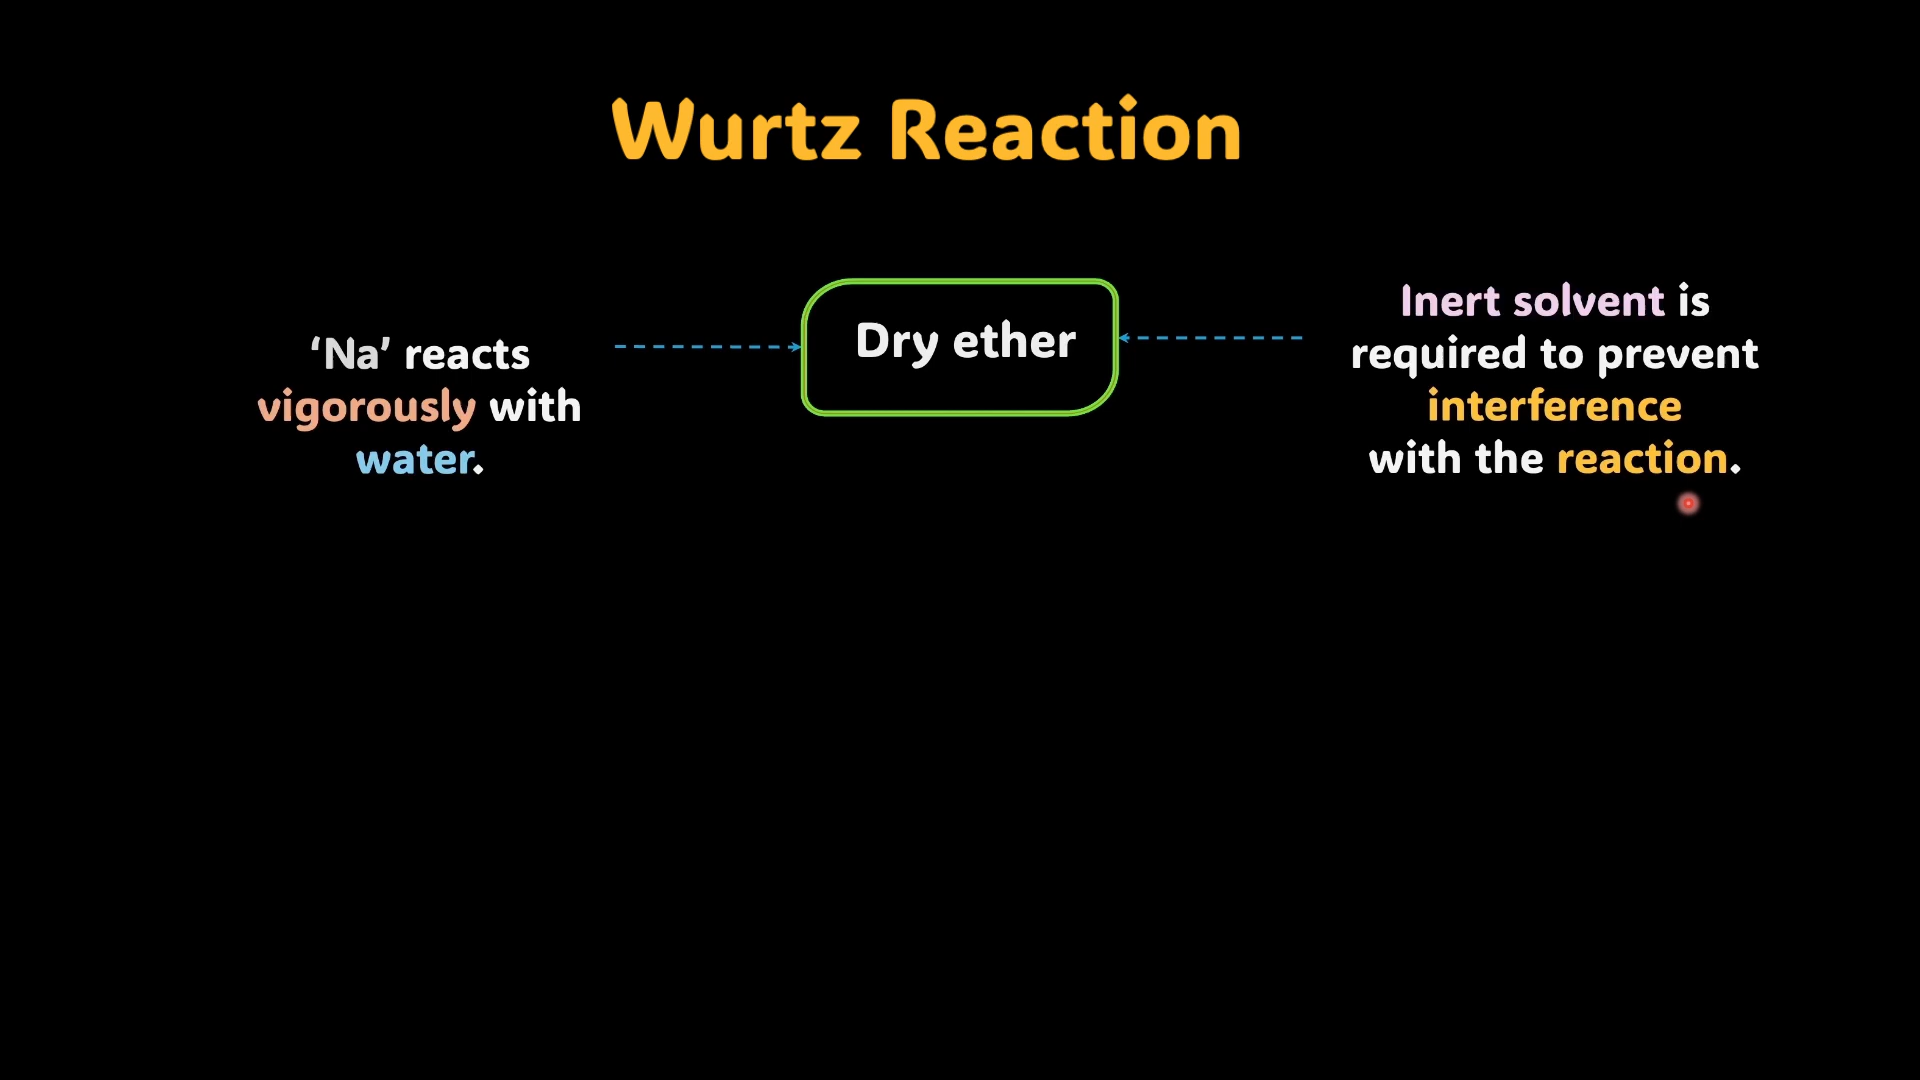 Wurtz Reaction
‘Na’ reacts
vigorously with
water.
Dry ether
Inert solvent is
required to prevent
interference
with the reaction.